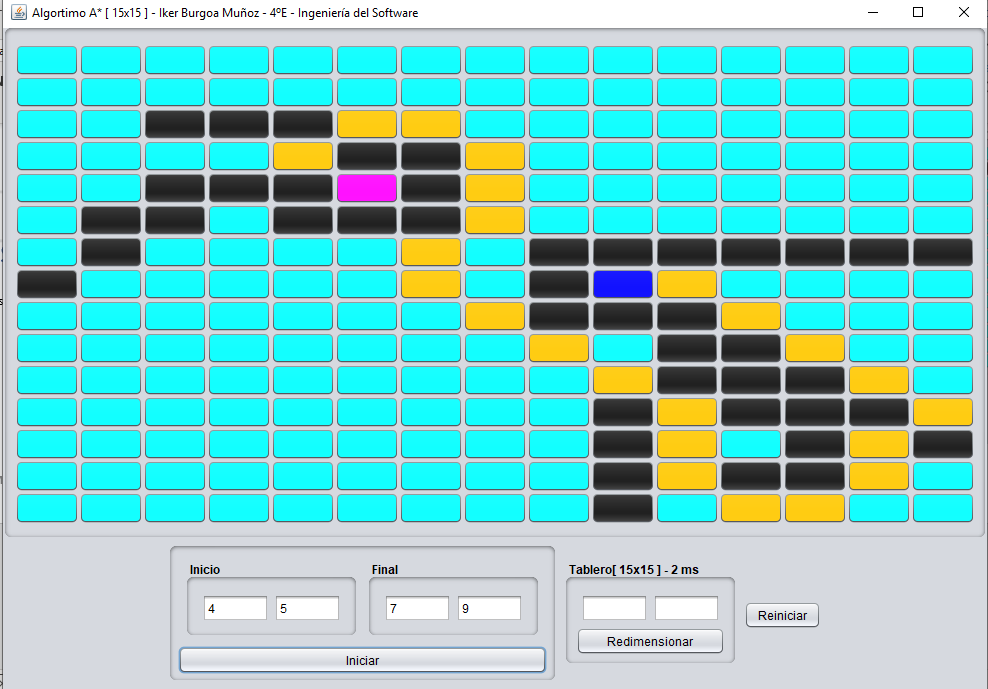 Algortimo A* [ 15x15 ] - Iker Burgoa Muñoz - 4ºE - Ingeniería del Software
Inicio
Final
Tablero[ 15x15 ] - 2 ms
4
5
7
9
Reiniciar
Redimensionar
Iniciar